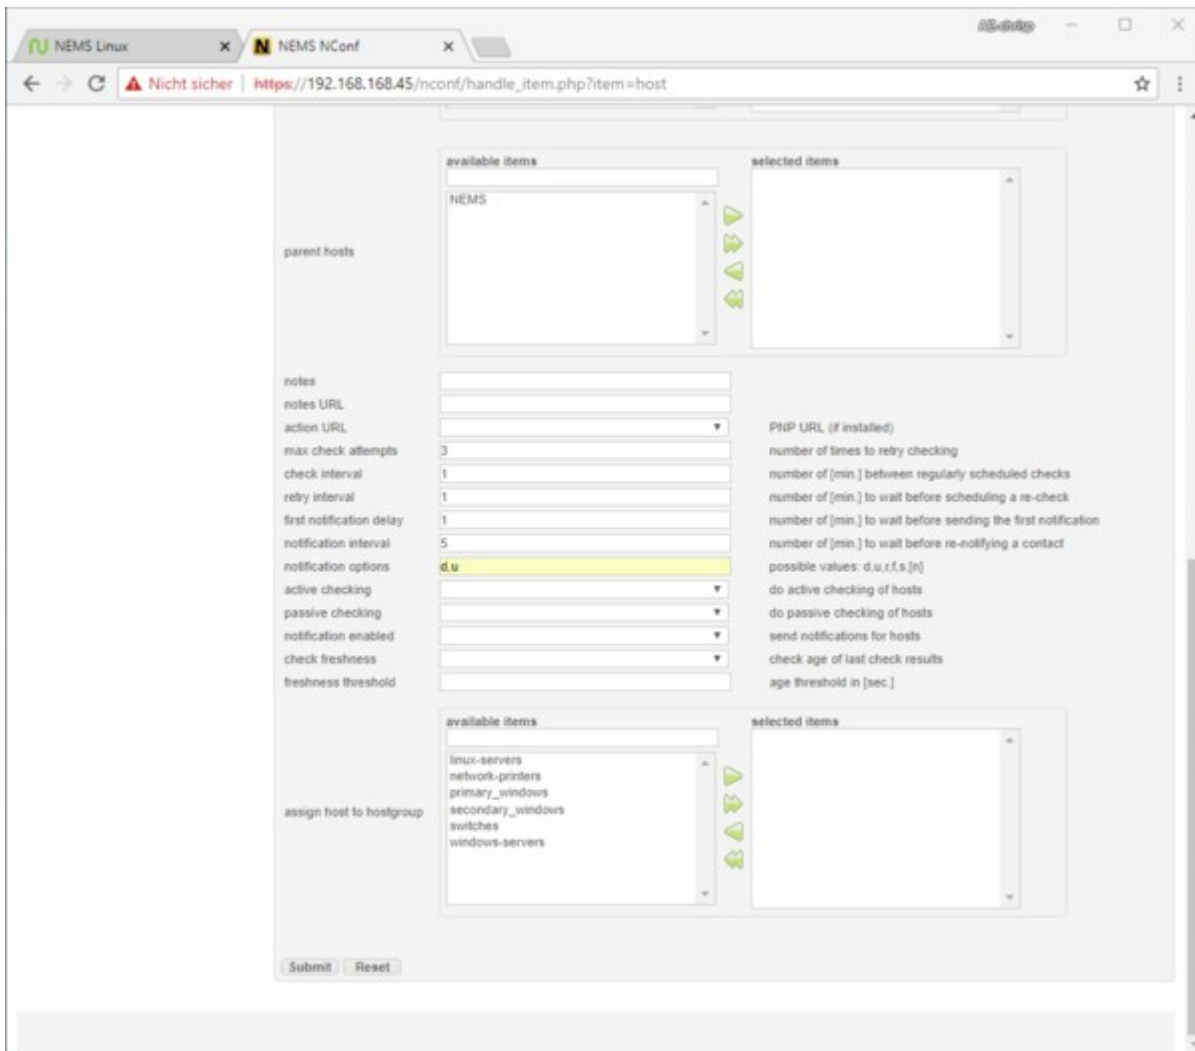 NEMS Linux
NEMS NConf
Nicht sicher https://192.168.168.45/nconf/handle_item.php?item=host
available items selected items
NEMS
parent hosts
notes
notes URL
action URL PNP URL (if installed)
max check attempts 3 number of times to retry checking
check interval 1 number of [min.] between regularly scheduled checks
retry interval 1 number of [min.] to wait before scheduling a re-check
first notification delay 1 number of [min.] to wait before sending the first notification
notification interval 5 number of [min.] to wait before re-notifying a contact
notification options d,u possible values: d,u,r,f,s,[n]
active checking do active checking of hosts
passive checking do passive checking of hosts
notification enabled send notifications for hosts
check freshness check age of last check results
freshness threshold age threshold in [sec.]
available items selected items
linux-servers
network-printers
primary_windows
secondary_windows
switches
windows-servers
assign host to hostgroup
Submit Reset